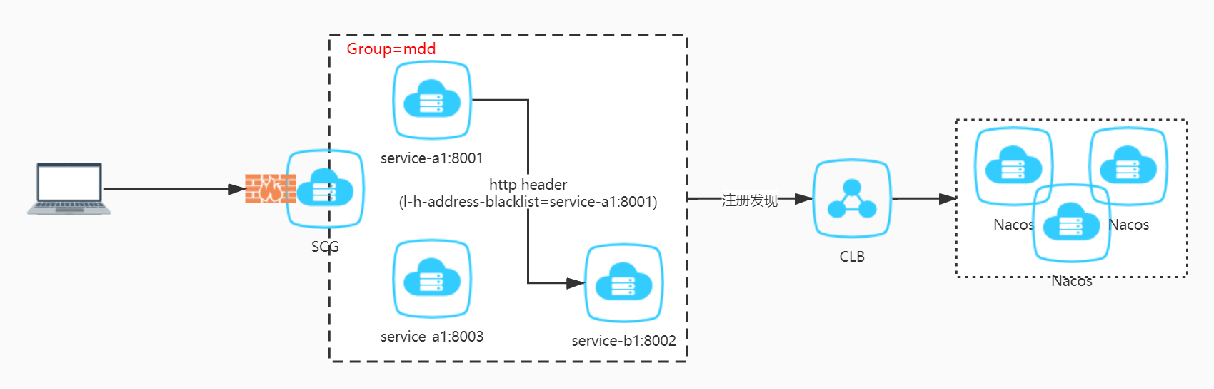 Group=mdd
service-a1:8001
http header
(l-h-address-blacklist=service-a1:8001)
SCG
注册发现
CLB
service-a1:8003
service-b1:8002
Nacos
Nacos
Nacos